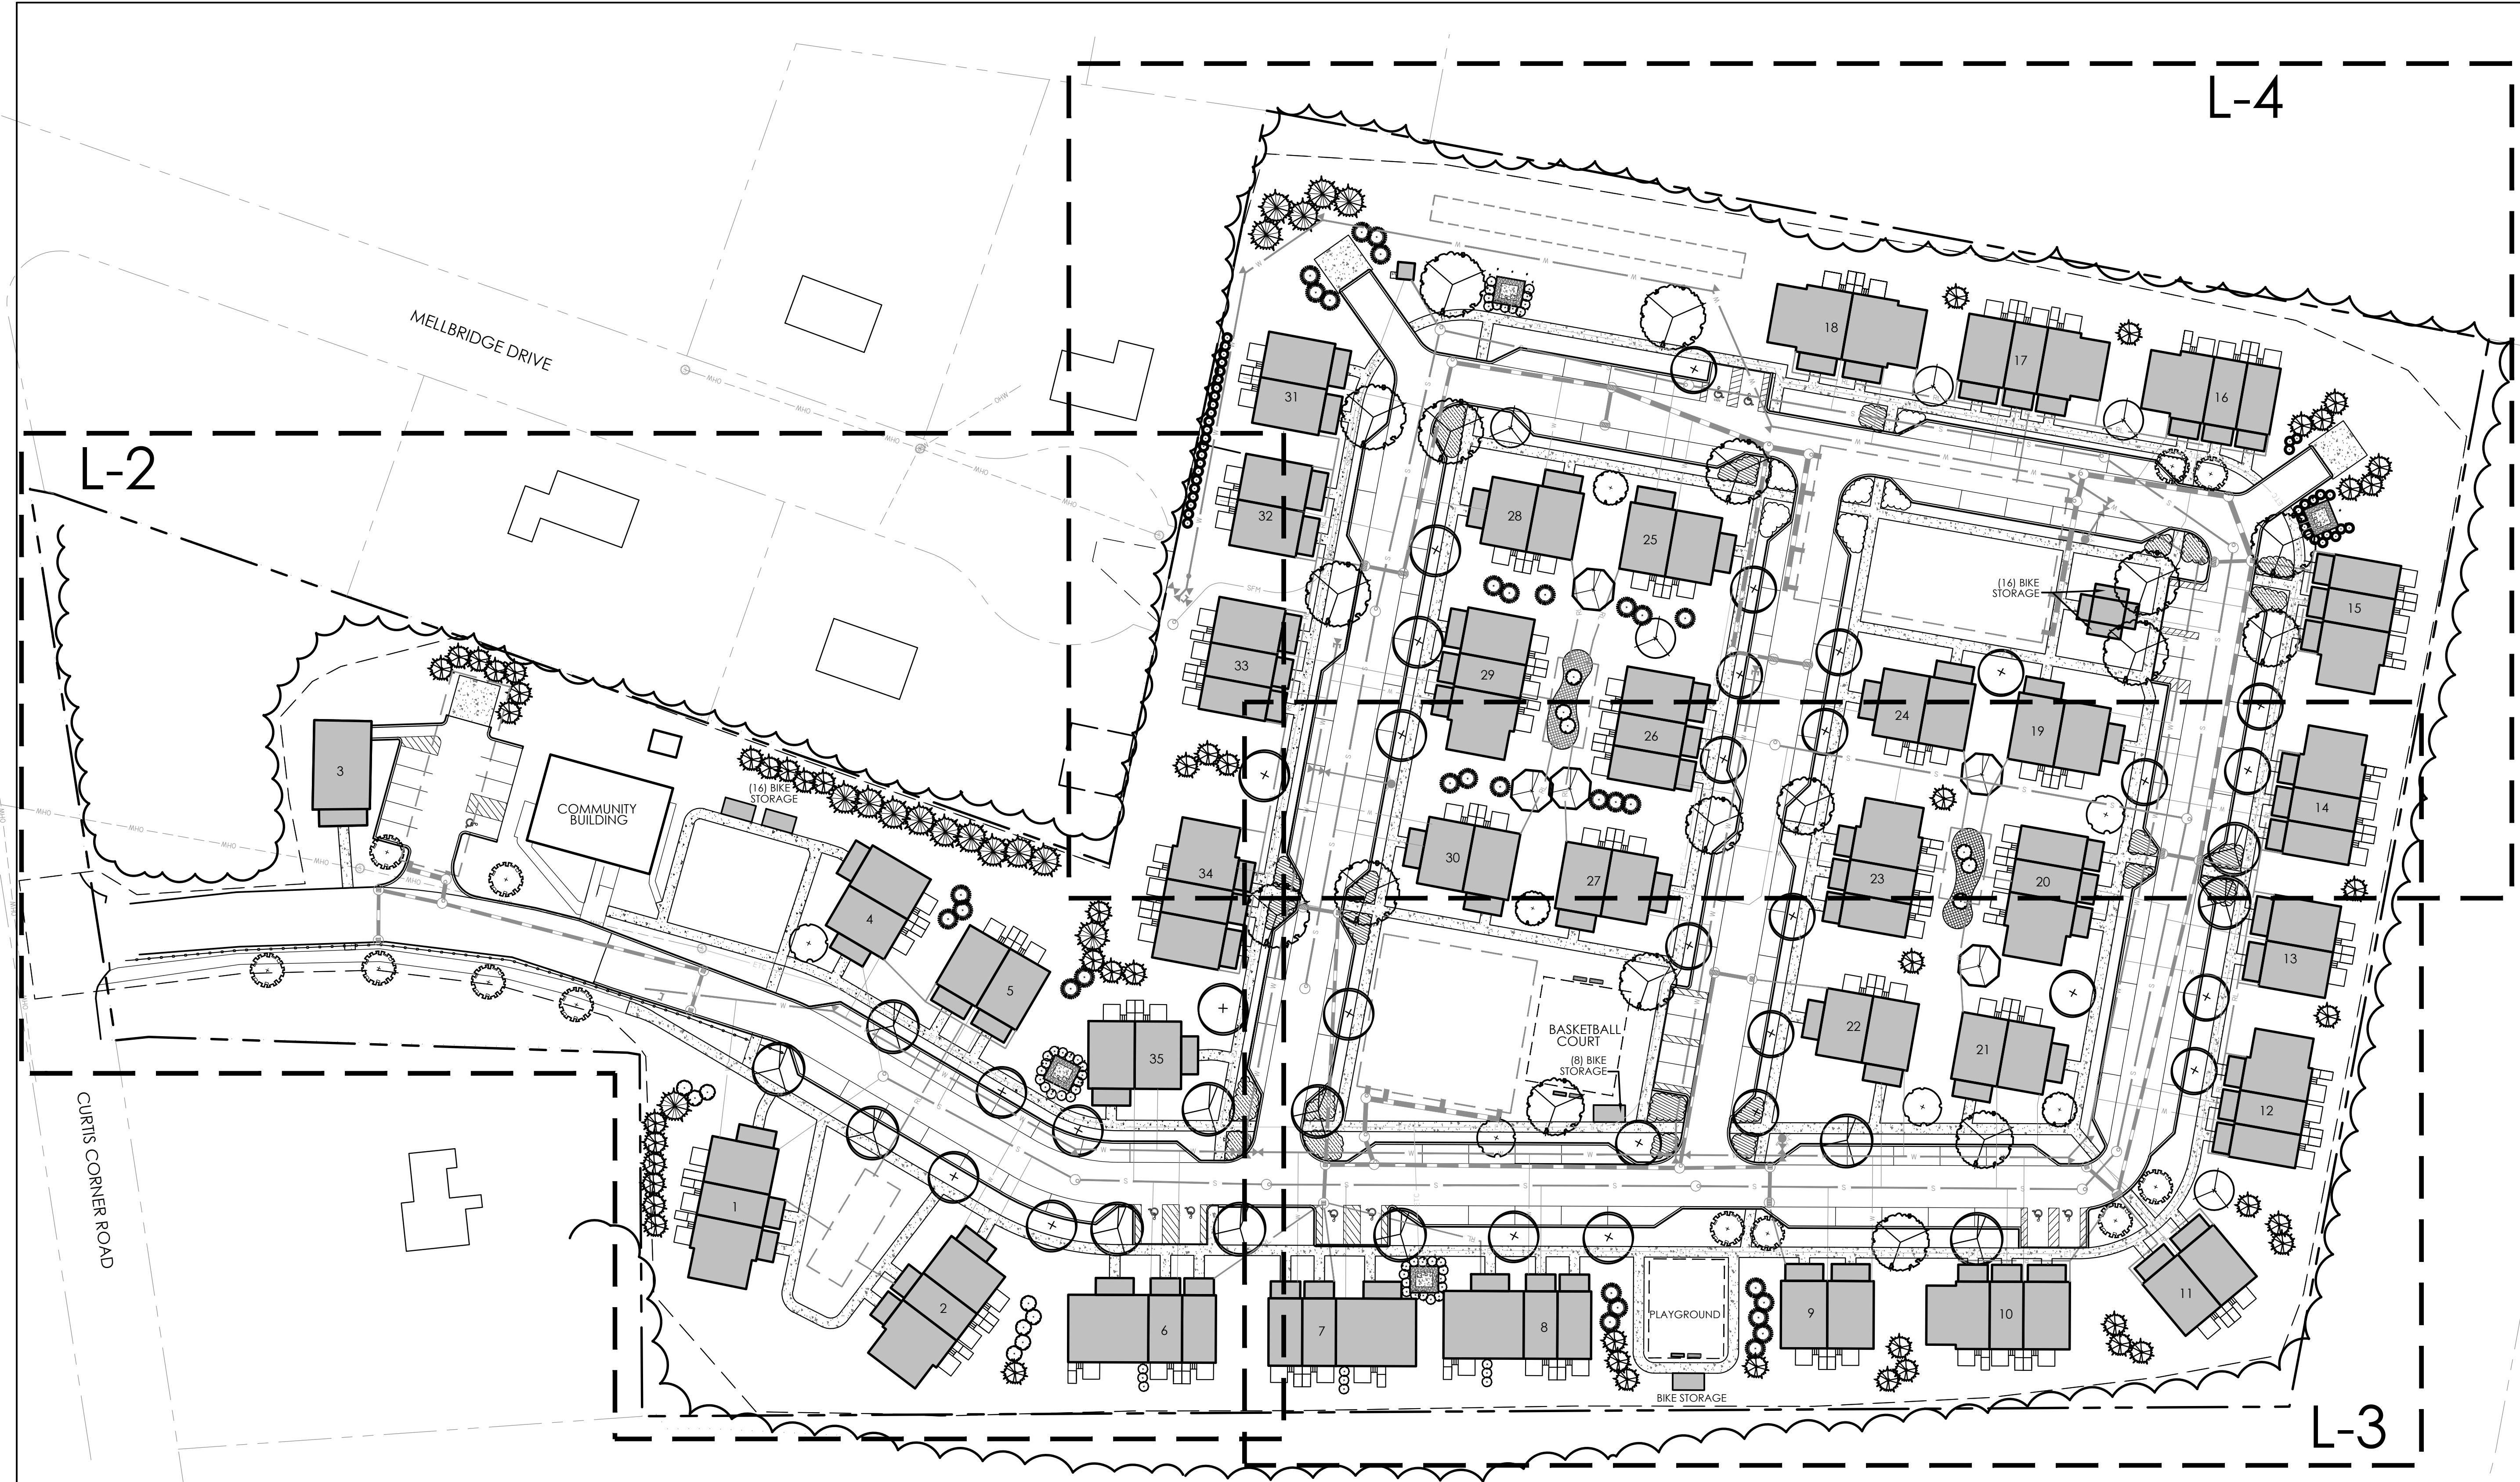 L-4
MELLBRIDGE DRIVE
L-2
18
17
16
31
32
28
25
(16) BIKE
STORAGE
15
33
29
26
24
19
14
3
COMMUNITY
BUILDING
(16) BIKE
STORAGE
4
34
30
27
23
20
13
5
35
BASKETBALL
COURT
(8) BIKE
STORAGE
22
21
12
CURTIS CORNER ROAD
1
2
6
7
8
PLAYGROUND
9
10
11
BIKE STORAGE
L-3